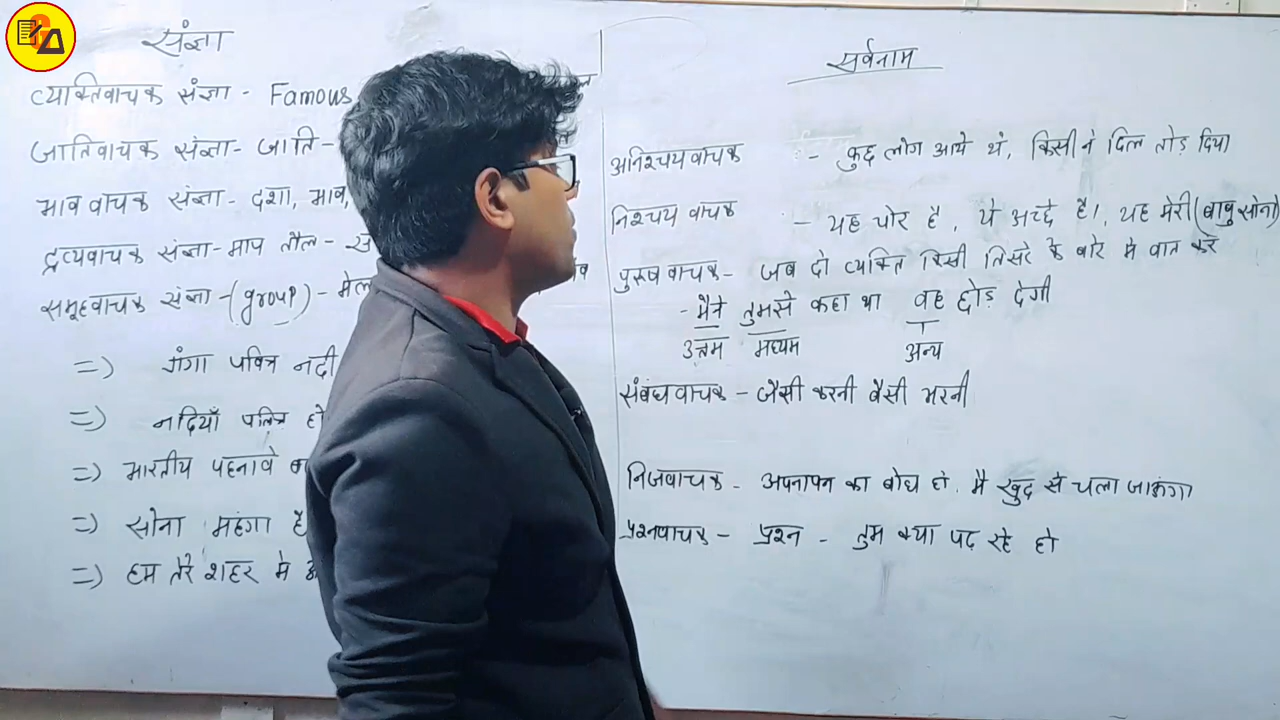 संज्ञा
व्यक्तिवाचक संज्ञा - Famous
जातिवाचक संज्ञा - जाति -
भाव वाचक संज्ञा - दशा, भाव,
द्रव्यवाचक संज्ञा - माप तौल -
समूहवाचक संज्ञा - (group) - मेल
=) गंगा पवित्र नदी
=) नदियाँ पवित्र हो
=) भारतीय पहनावे
=) सोना महंगा है
=) हम तेरे शहर मे
सर्वनाम
अनिश्चय वाचक - कुछ लोग आये थे, किसी ने दिल तोड़ दिया
निश्चय वाचक - यह चोर है, ये अच्छे है।, यह मेरी (बाबु सोना)
पुरुष वाचक - जब दो व्यक्ति किसी तिसरे के बारे मे बात करे
- मैने तुमसे कहा था वह छोड़ देगी
उत्तम मध्यम अन्य
संबंधवाचक - जैसी करनी वैसी भरनी
निजवाचक - अपनापन का बोध हो. मै खुद से चला जाऊंगा
प्रश्नवाचक - प्रश्न - तुम क्या पढ रहे हो